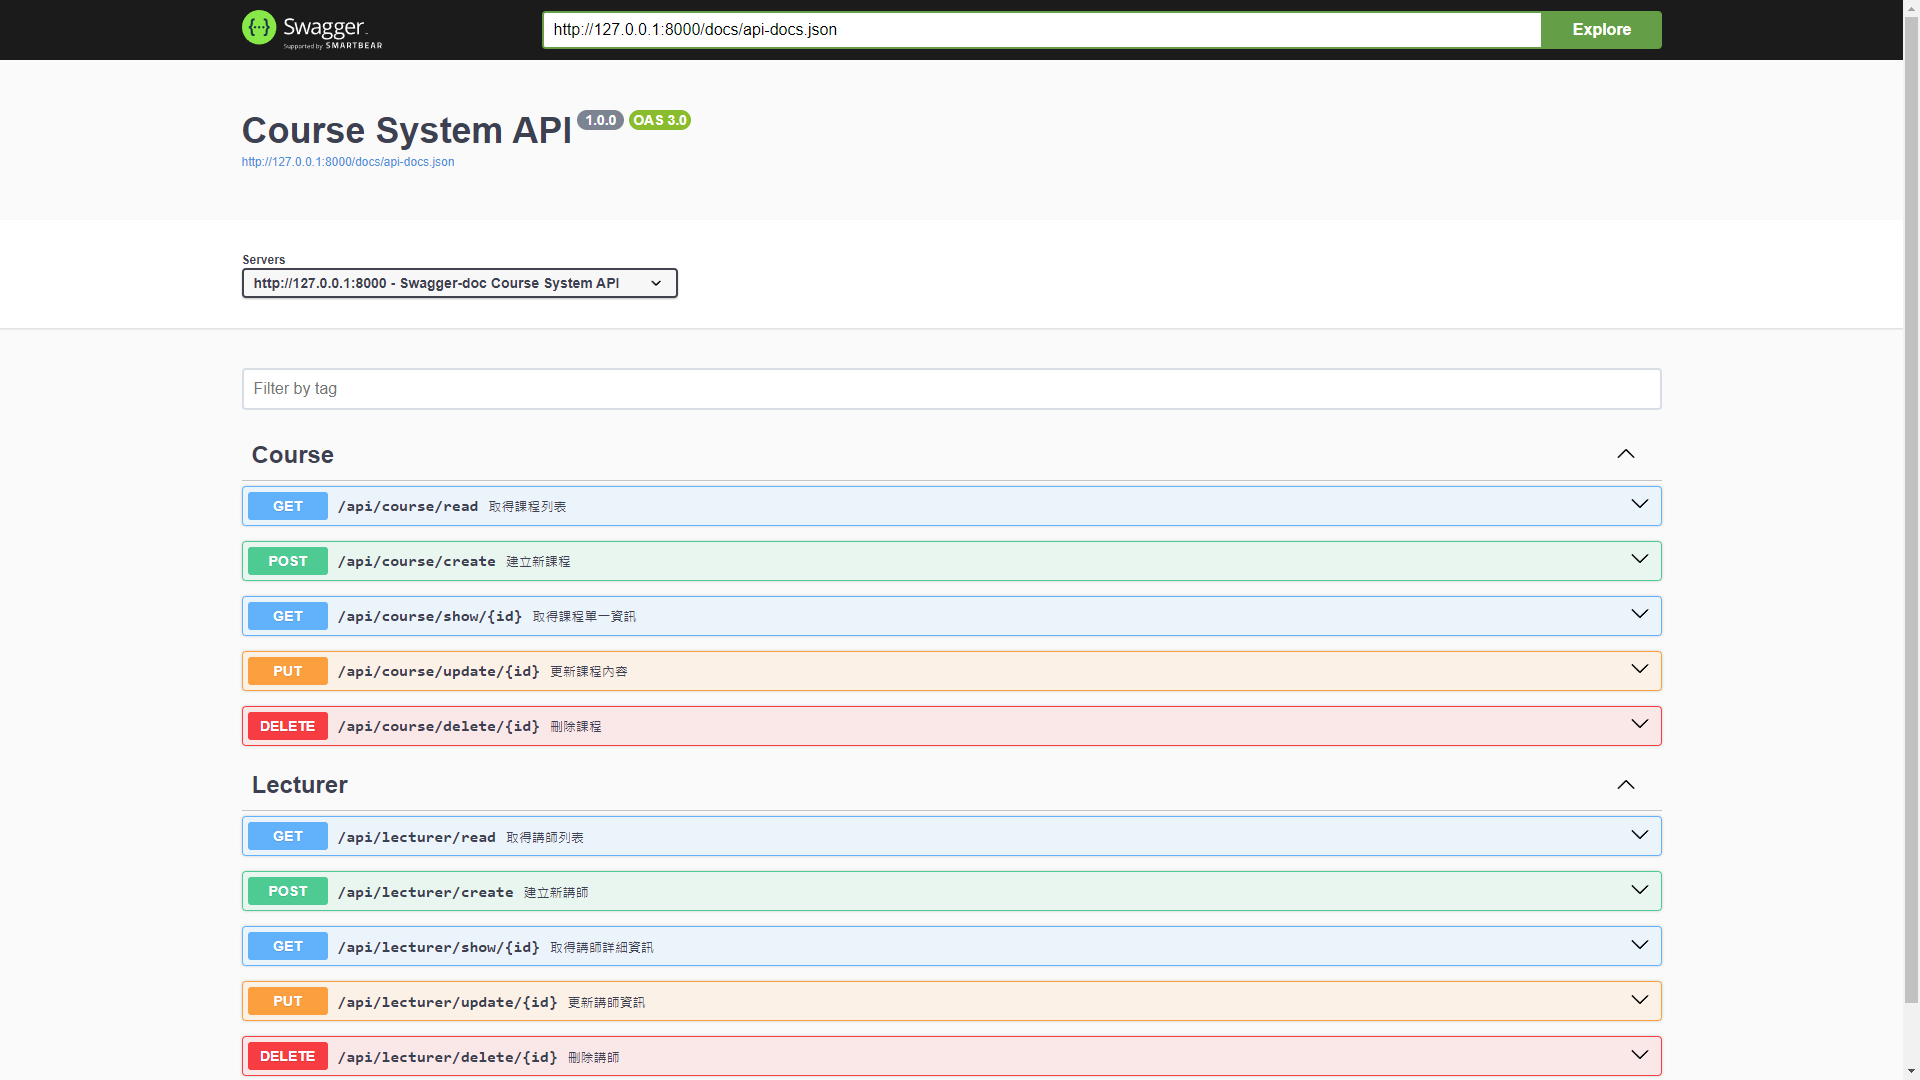 Swagger
Supported by SMARTBEAR
http://127.0.0.1:8000/docs/api-docs.json
Explore
Course System API 1.0.0 OAS 3.0
http://127.0.0.1:8000/docs/api-docs.json
Servers
http://127.0.0.1:8000 - Swagger-doc Course System API
Filter by tag
Course
GET /api/course/read 取得課程列表
POST /api/course/create 建立新課程
GET /api/course/show/{id} 取得課程單一資訊
PUT /api/course/update/{id} 更新課程內容
DELETE /api/course/delete/{id} 刪除課程
Lecturer
GET /api/lecturer/read 取得講師列表
POST /api/lecturer/create 建立新講師
GET /api/lecturer/show/{id} 取得講師詳細資訊
PUT /api/lecturer/update/{id} 更新講師資訊
DELETE /api/lecturer/delete/{id} 刪除講師